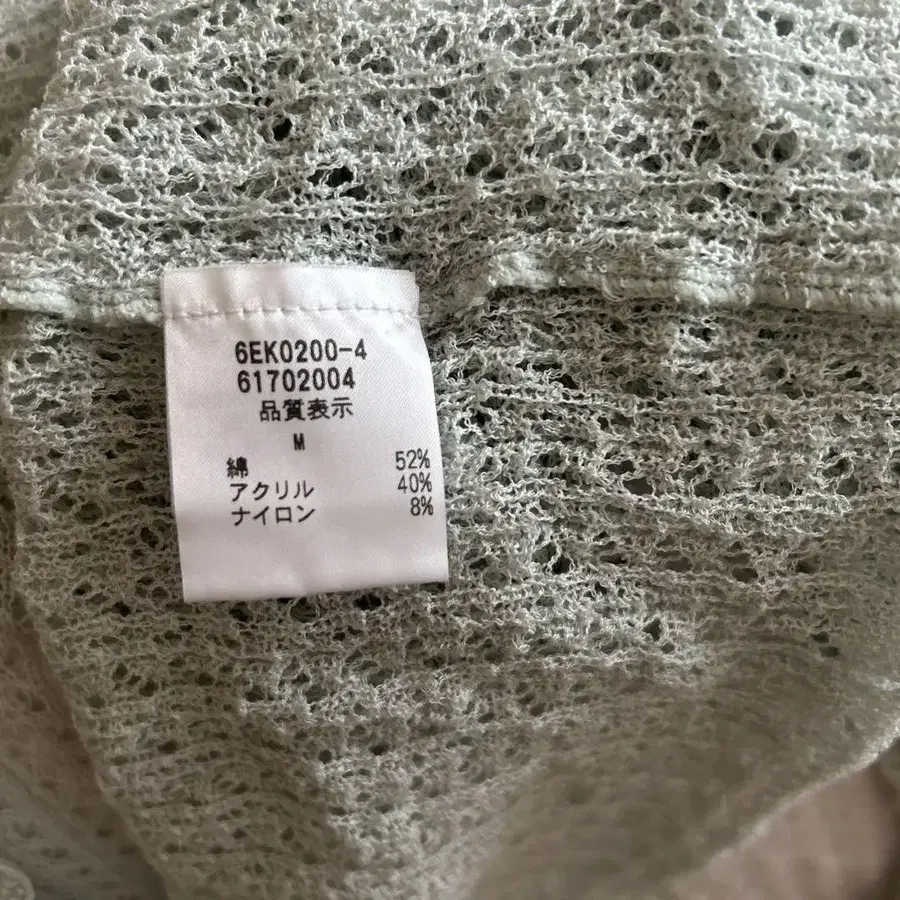 6EK0200-4
61702004
品質表示
M
綿 52%
アクリル 40%
ナイロン 8%